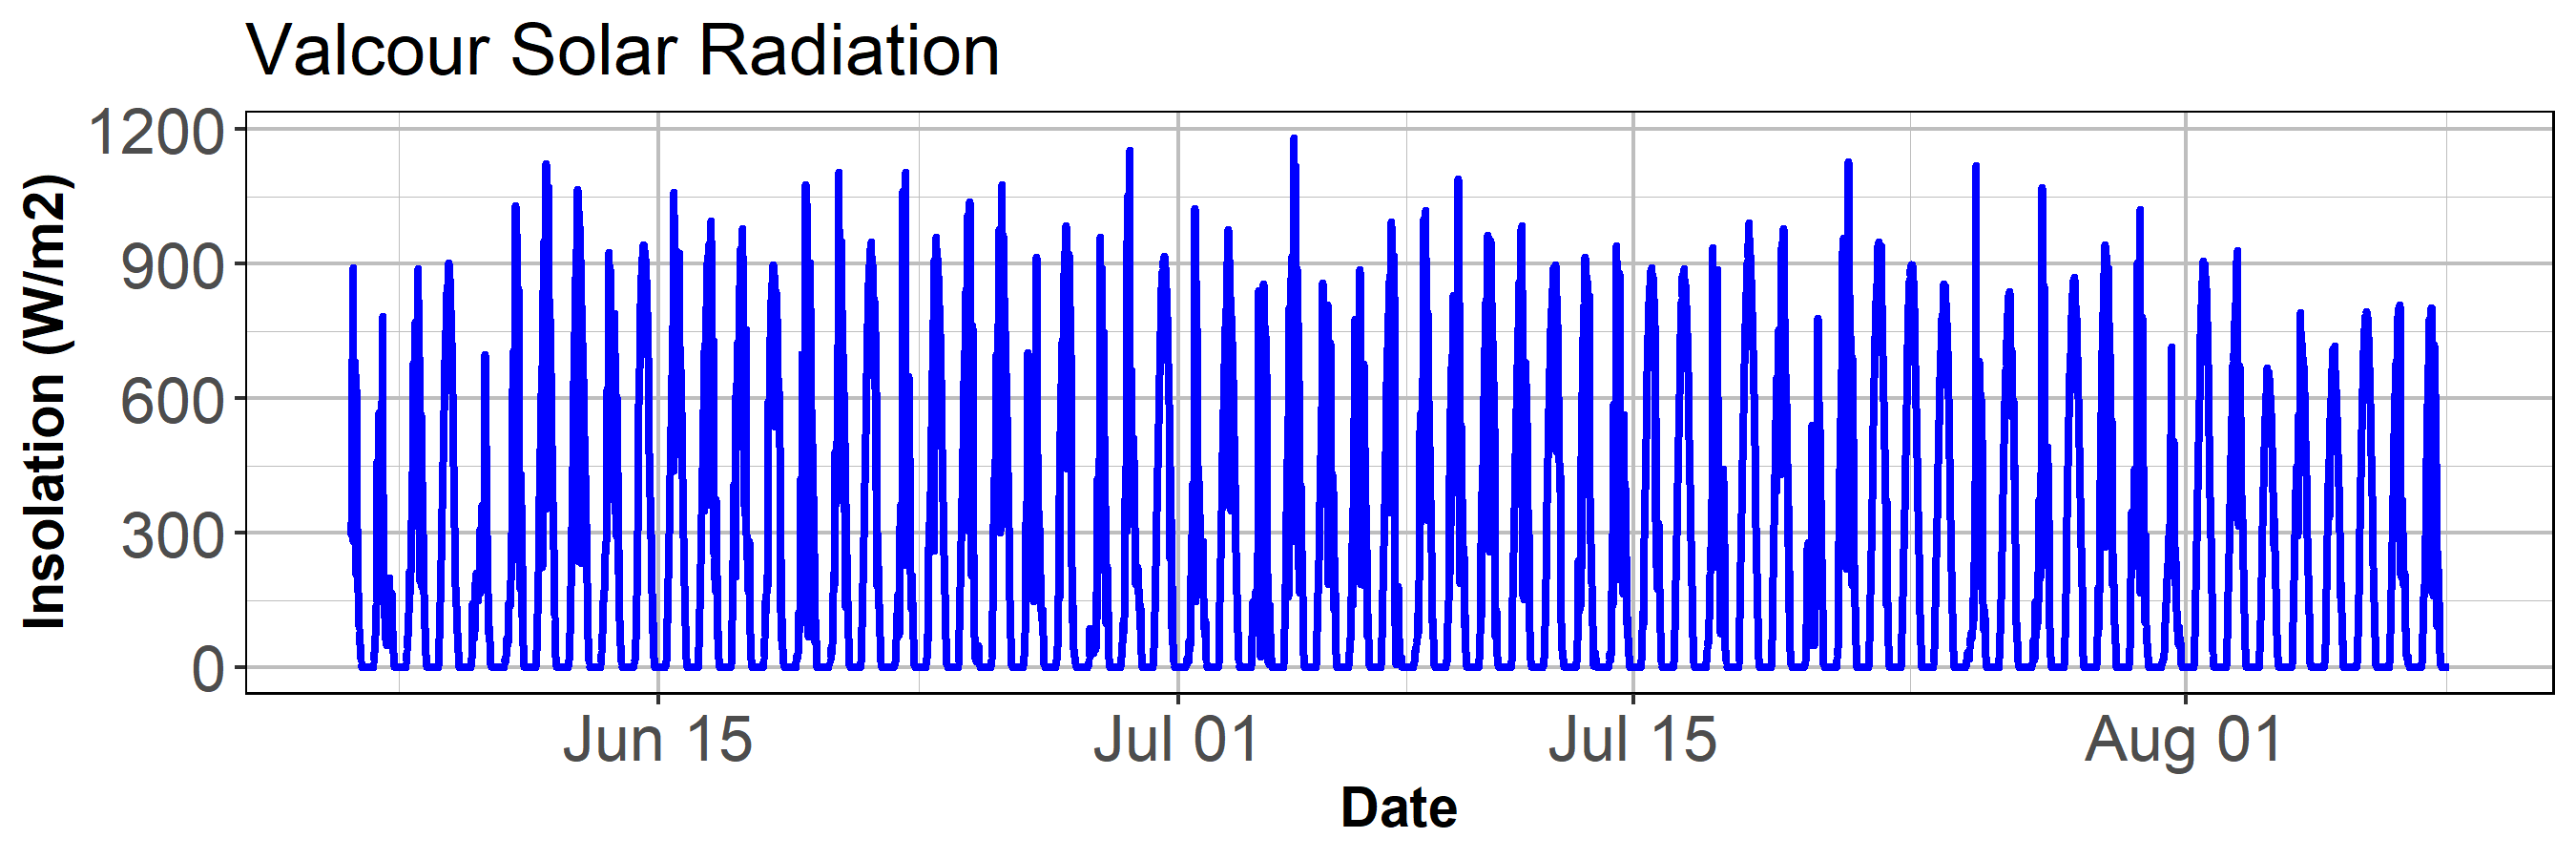 Valcour Solar Radiation
1200
900
600
300
0
Insolation (W/m2)
Jun 15
Jul 01
Jul 15
Aug 01
Date